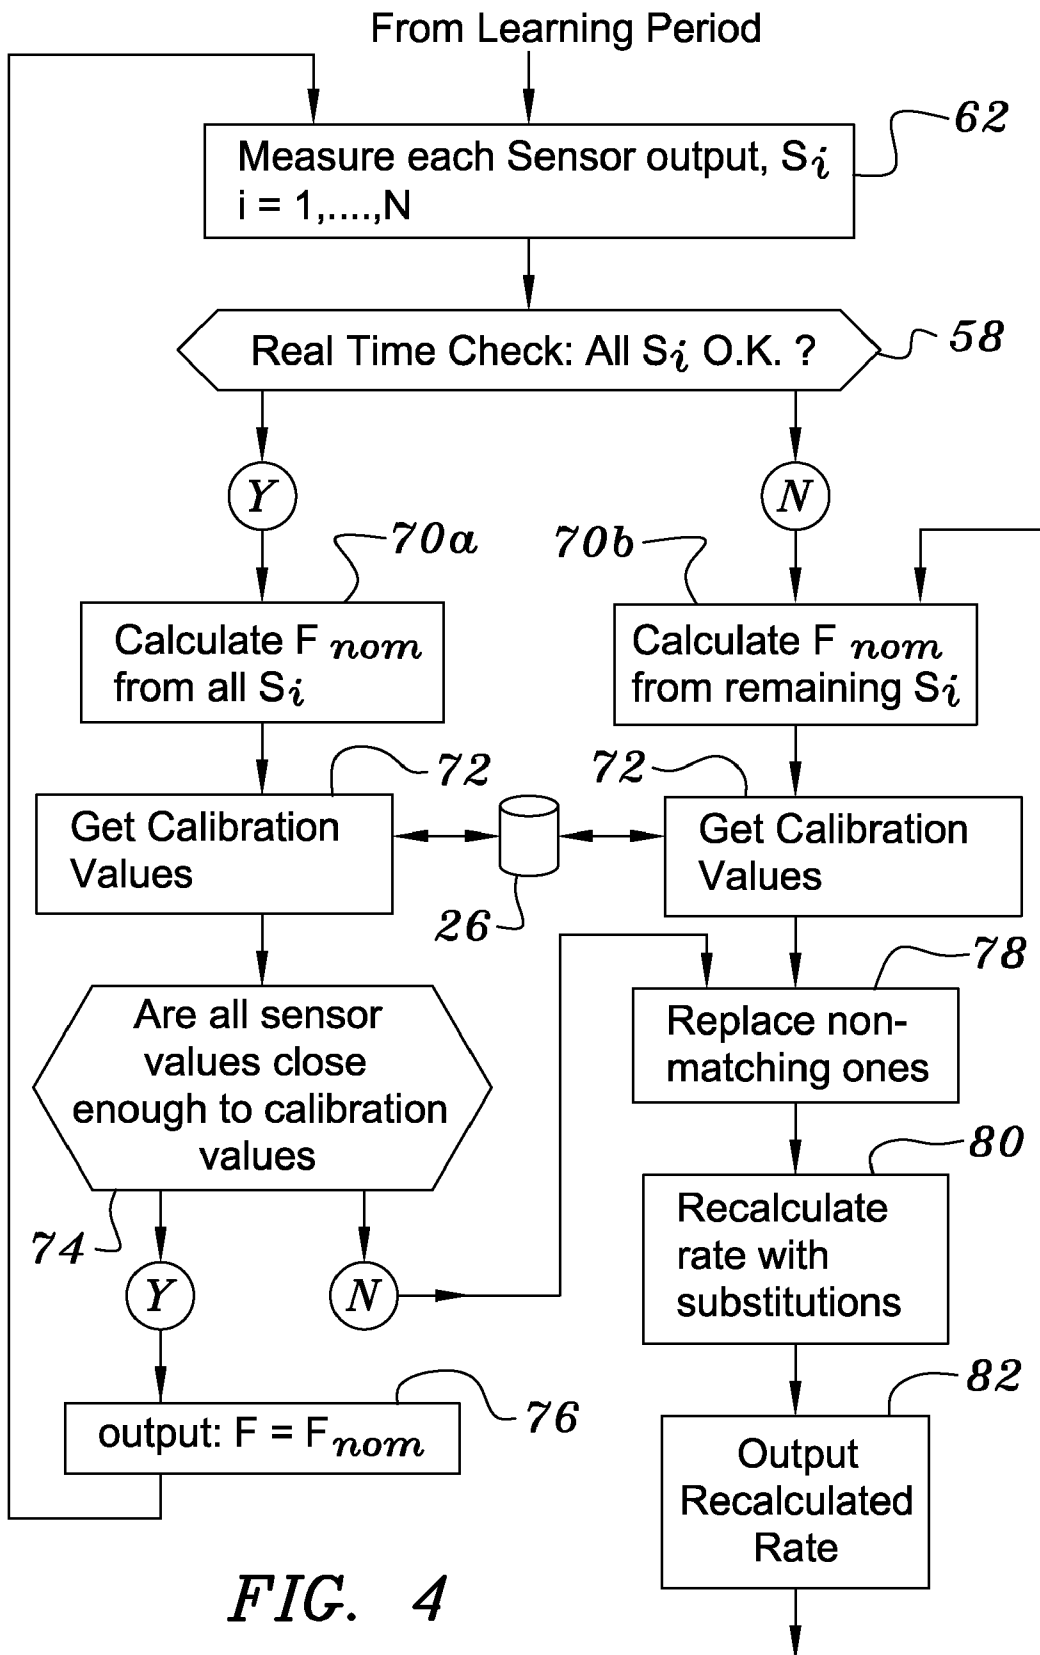 From Learning Period
62
Measure each Sensor output, Si
i = 1,....,N
Real Time Check: All Si O.K. ?
58
Y
N
70a
70b
Calculate F nom
from all Si
Calculate F nom
from remaining Si
72
72
Get Calibration
Values
Get Calibration
Values
26
78
Are all sensor
values close
enough to calibration
values
Replace non-
matching ones
80
74
Recalculate
rate with
substitutions
Y
N
82
76
output: F = Fnom
Output
Recalculated
Rate
FIG. 4